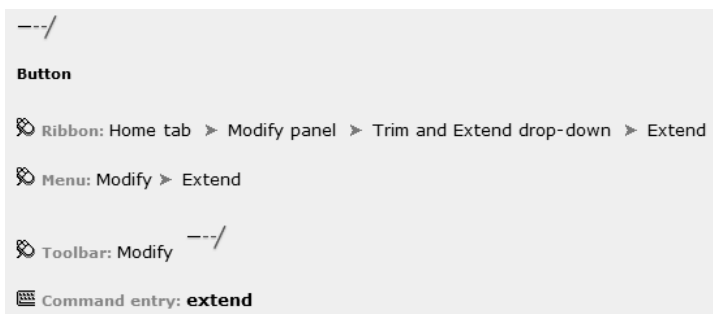 Button
Ribbon: Home tab ➤ Modify panel ➤ Trim and Extend drop-down ➤ Extend
Menu: Modify ➤ Extend
Toolbar: Modify
Command entry: extend